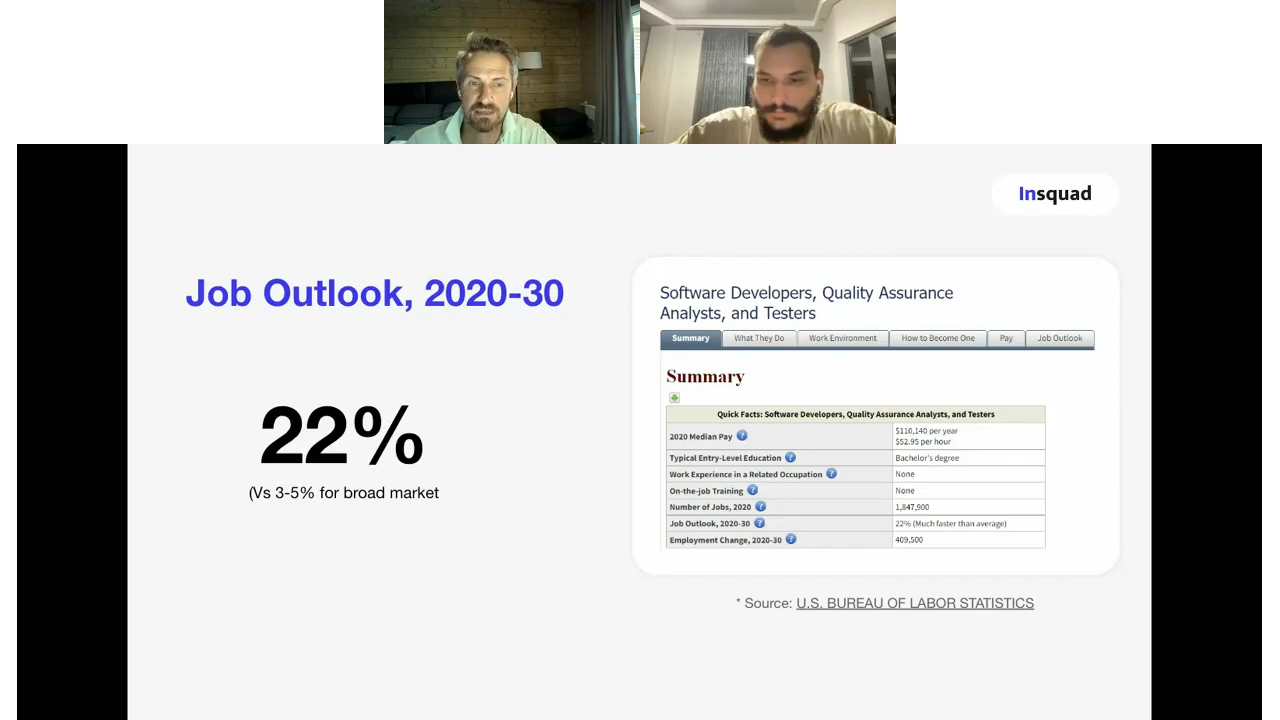 Insquad
Job Outlook, 2020-30
22%
(Vs 3-5% for broad market
Software Developers, Quality Assurance
Analysts, and Testers
Summary What They Do Work Environment How to Become One Pay Job Outlook
Summary
Quick Facts: Software Developers, Quality Assurance Analysts, and Testers
2020 Median Pay $110,140 per year
$52.95 per hour
Typical Entry-Level Education Bachelor's degree
Work Experience in a Related Occupation None
On-the-job Training None
Number of Jobs, 2020 1,847,900
Job Outlook, 2020-30 22% (Much faster than average)
Employment Change, 2020-30 409,500
* Source: U.S. BUREAU OF LABOR STATISTICS